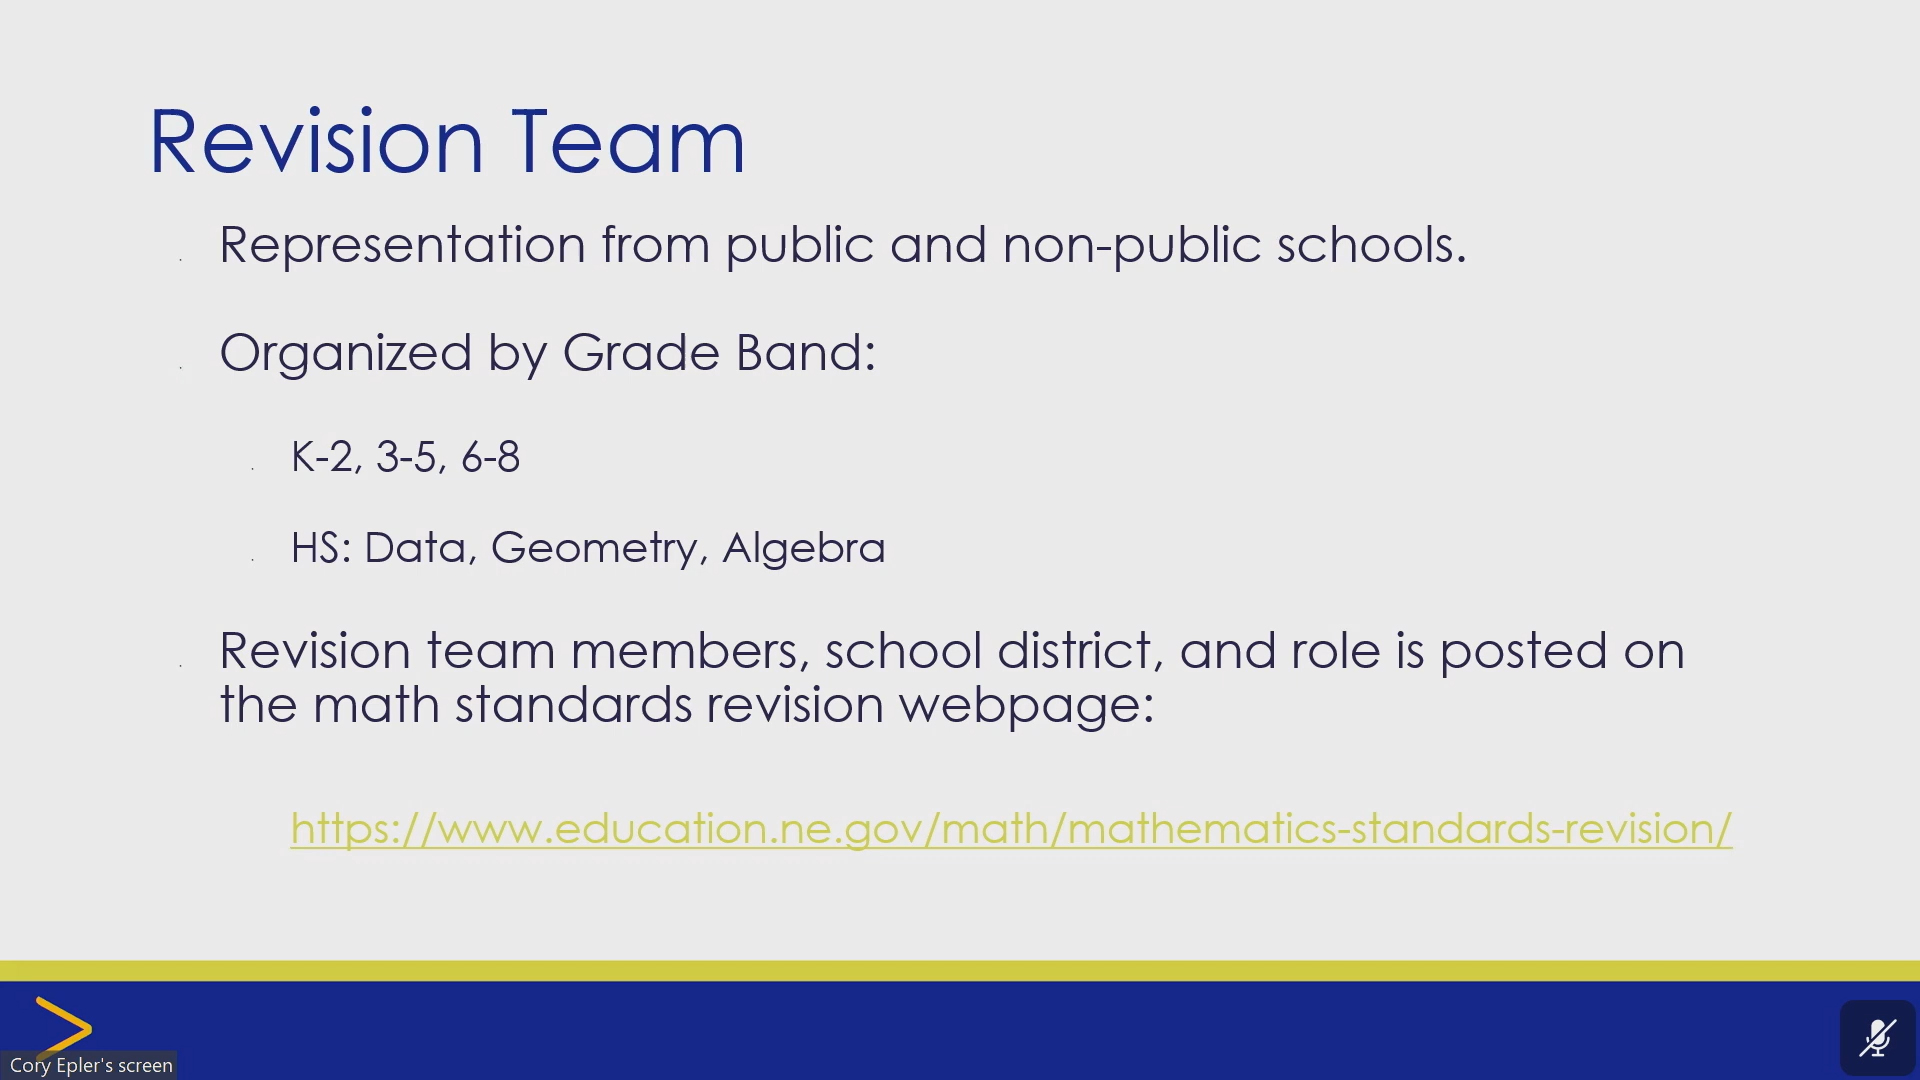 Revision Team
Representation from public and non-public schools.
Organized by Grade Band:
K-2, 3-5, 6-8
HS: Data, Geometry, Algebra
Revision team members, school district, and role is posted on
the math standards revision webpage:
https://www.education.ne.gov/math/mathematics-standards-revision/
Cory Epler's screen